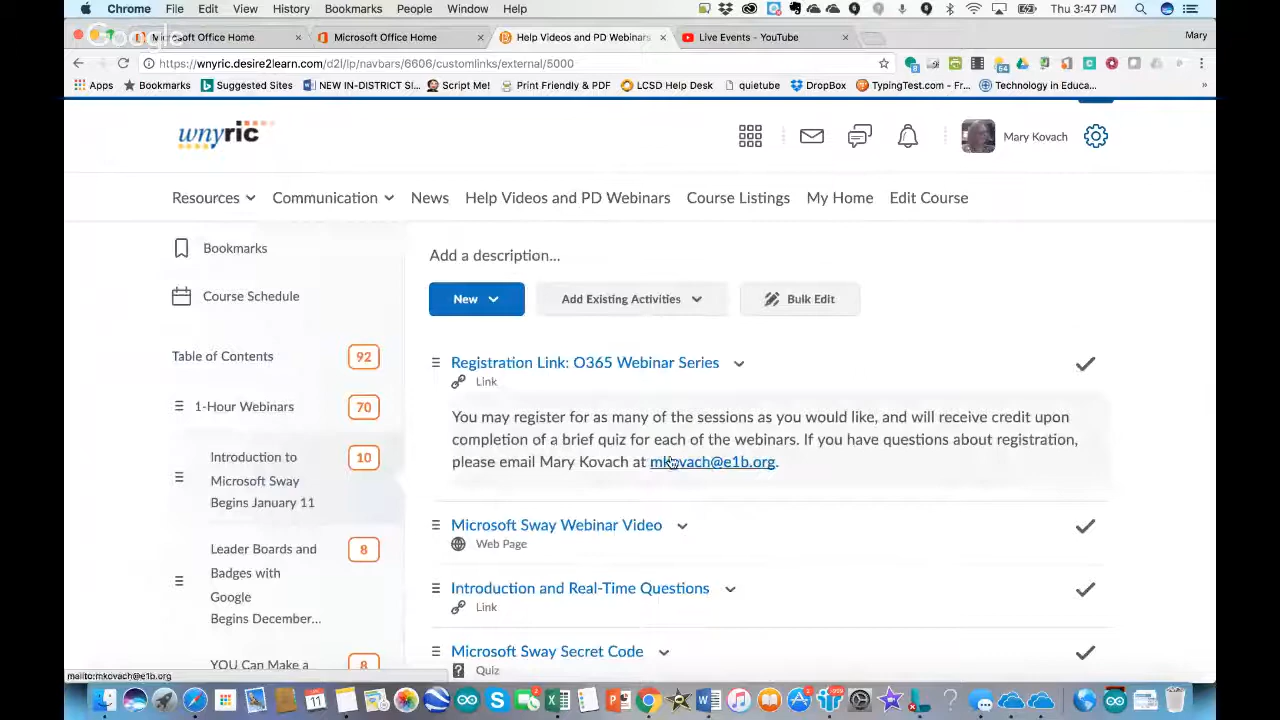 Chrome File Edit View History Bookmarks People Window Help Thu 3:47 PM
Google
Microsoft Office Home Microsoft Office Home Help Videos and PD Webinars Live Events - YouTube Mary
https://wnyric.desire2learn.com/d2l/lp/navbars/6606/customlinks/external/5000
Apps Bookmarks Suggested Sites NEW IN-DISTRICT SI... Script Me! Print Friendly & PDF LCSD Help Desk quietube DropBox TypingTest.com - Fr... Technology in Educa... »
wnyric
Mary Kovach
Resources Communication News Help Videos and PD Webinars Course Listings My Home Edit Course
Bookmarks
Course Schedule
Table of Contents 92
1-Hour Webinars 70
Introduction to 10
Microsoft Sway
Begins January 11
Leader Boards and 8
Badges with
Google
Begins December...
YOU Can Make a 8
Add a description...
New Add Existing Activities Bulk Edit
Registration Link: O365 Webinar Series
Link
You may register for as many of the sessions as you would like, and will receive credit upon
completion of a brief quiz for each of the webinars. If you have questions about registration,
please email Mary Kovach at mkovach@e1b.org.
Microsoft Sway Webinar Video
Web Page
Introduction and Real-Time Questions
Link
Microsoft Sway Secret Code
Quiz
mailto:mkovach@e1b.org